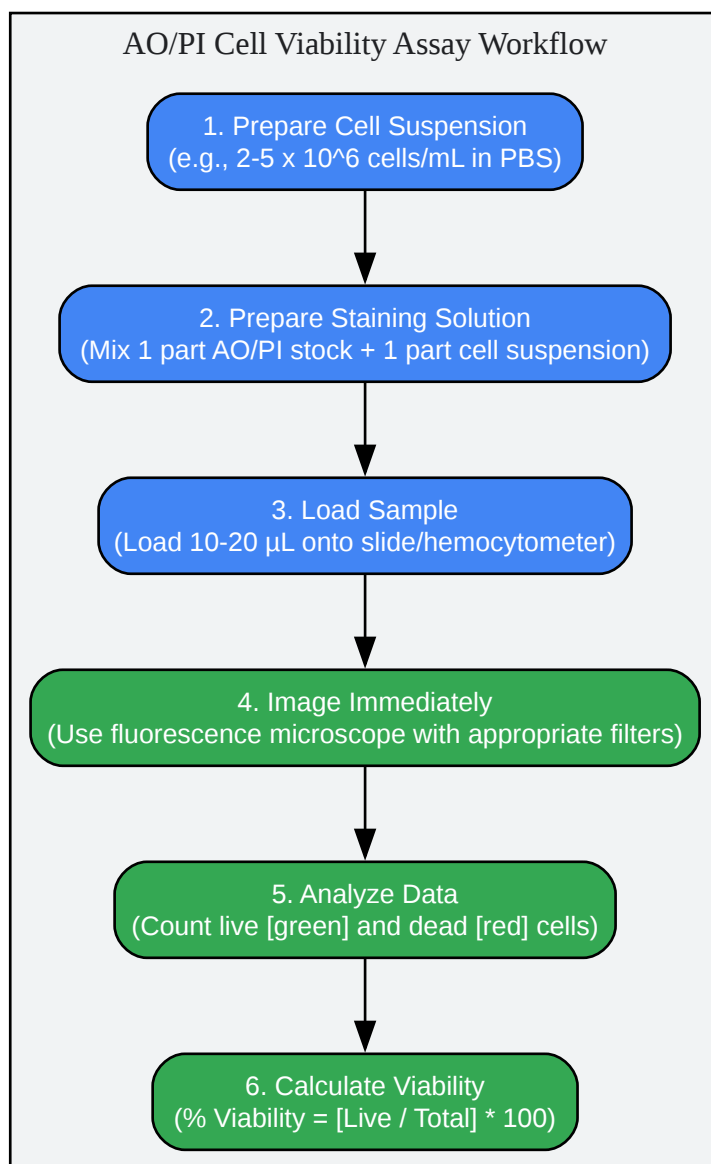 AO/PI Cell Viability Assay Workflow
1. Prepare Cell Suspension
(e.g., 2-5 x 10^6 cells/mL in PBS)
2. Prepare Staining Solution
(Mix 1 part AO/PI stock + 1 part cell suspension)
3. Load Sample
(Load 10-20 µL onto slide/hemocytometer)
4. Image Immediately
(Use fluorescence microscope with appropriate filters)
5. Analyze Data
(Count live [green] and dead [red] cells)
6. Calculate Viability
(% Viability = [Live / Total] * 100)